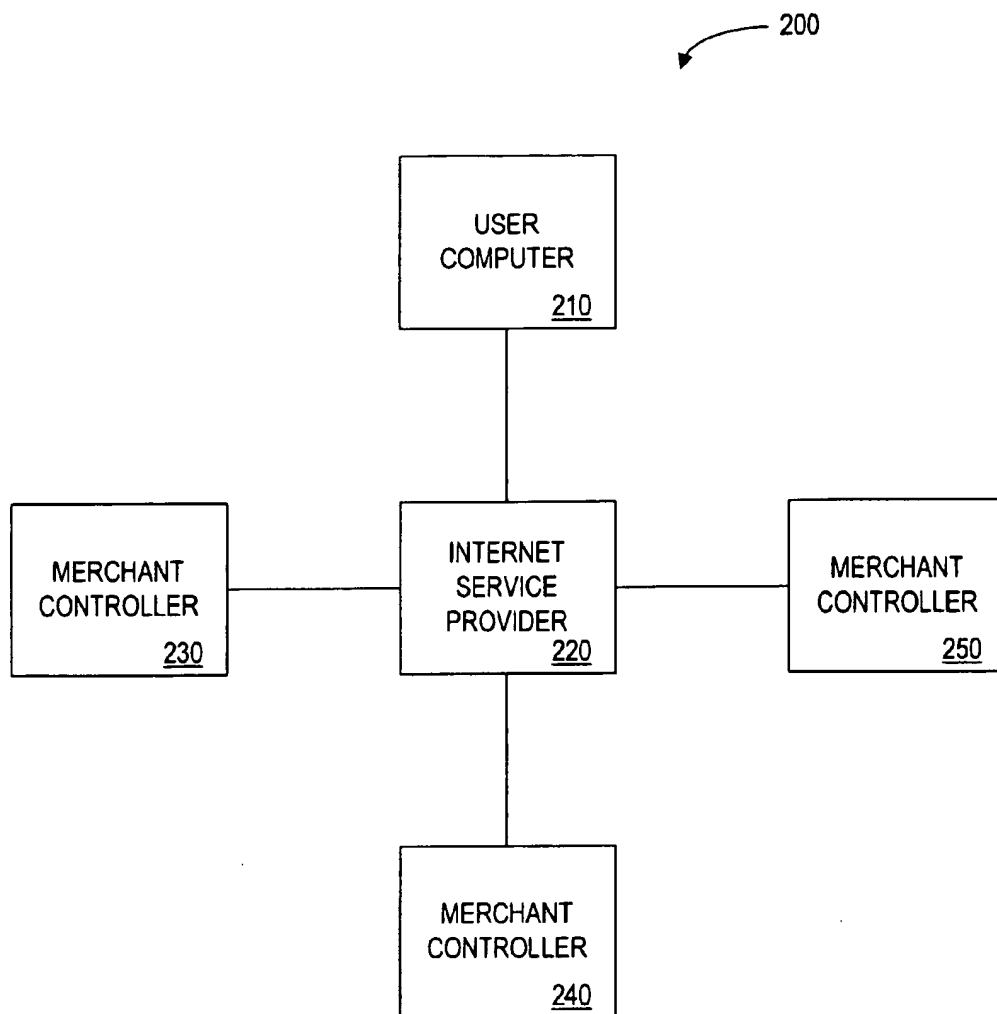 200
USER
COMPUTER
210
MERCHANT
CONTROLLER
230
INTERNET
SERVICE
PROVIDER
220
MERCHANT
CONTROLLER
250
MERCHANT
CONTROLLER
240